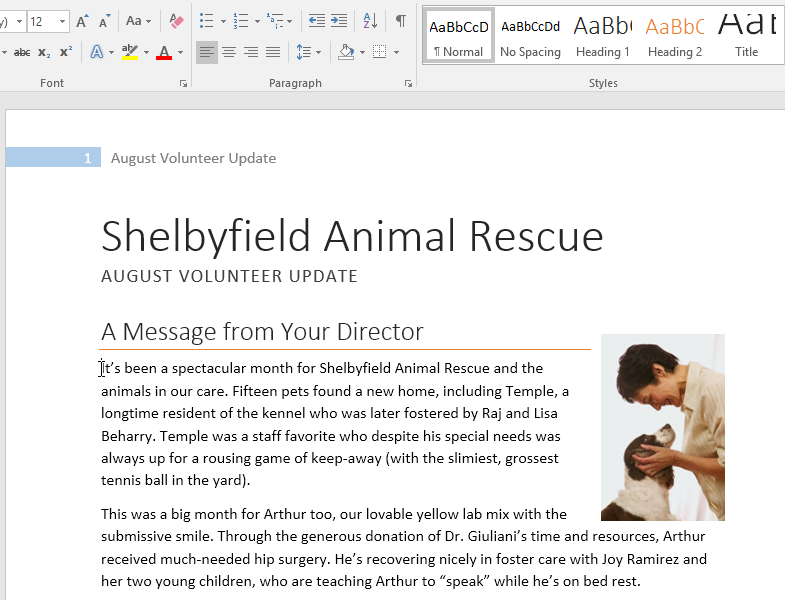 y) 12 Aa
abc x₂ x² A ab A
Font
A Z ¶
Paragraph
AaBbCcD AaBbCcDd AaBb( AaBbC Aat
¶ Normal No Spacing Heading 1 Heading 2 Title
Styles
1 August Volunteer Update
Shelbyfield Animal Rescue
AUGUST VOLUNTEER UPDATE
A Message from Your Director
It’s been a spectacular month for Shelbyfield Animal Rescue and the
animals in our care. Fifteen pets found a new home, including Temple, a
longtime resident of the kennel who was later fostered by Raj and Lisa
Beharry. Temple was a staff favorite who despite his special needs was
always up for a rousing game of keep-away (with the slimiest, grossest
tennis ball in the yard).
This was a big month for Arthur too, our lovable yellow lab mix with the
submissive smile. Through the generous donation of Dr. Giuliani’s time and resources, Arthur
received much-needed hip surgery. He’s recovering nicely in foster care with Joy Ramirez and
her two young children, who are teaching Arthur to “speak” while he’s on bed rest.